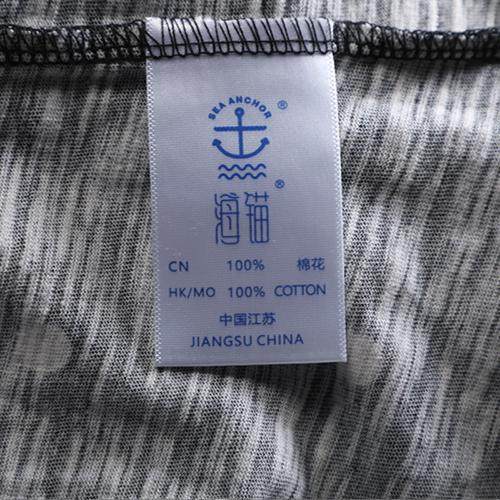 SEA ANCHOR ®
海锚 ®
CN 100% 棉花
HK/MO 100% COTTON
中国江苏
JIANGSU CHINA